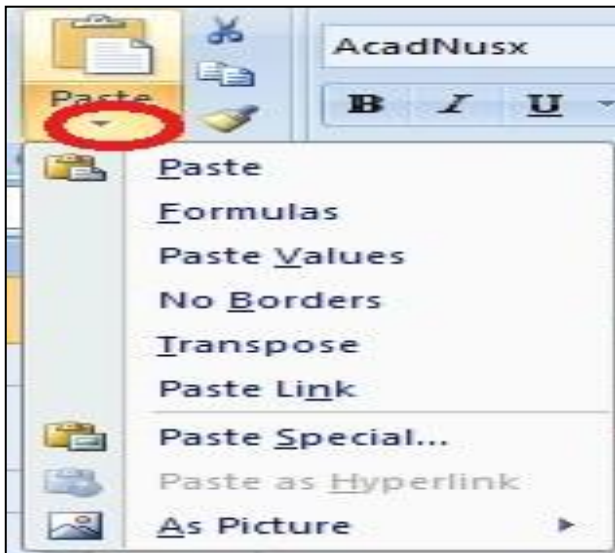 AcadNusx
Paste
B I U
Paste
Formulas
Paste Values
No Borders
Transpose
Paste Link
Paste Special...
Paste as Hyperlink
As Picture